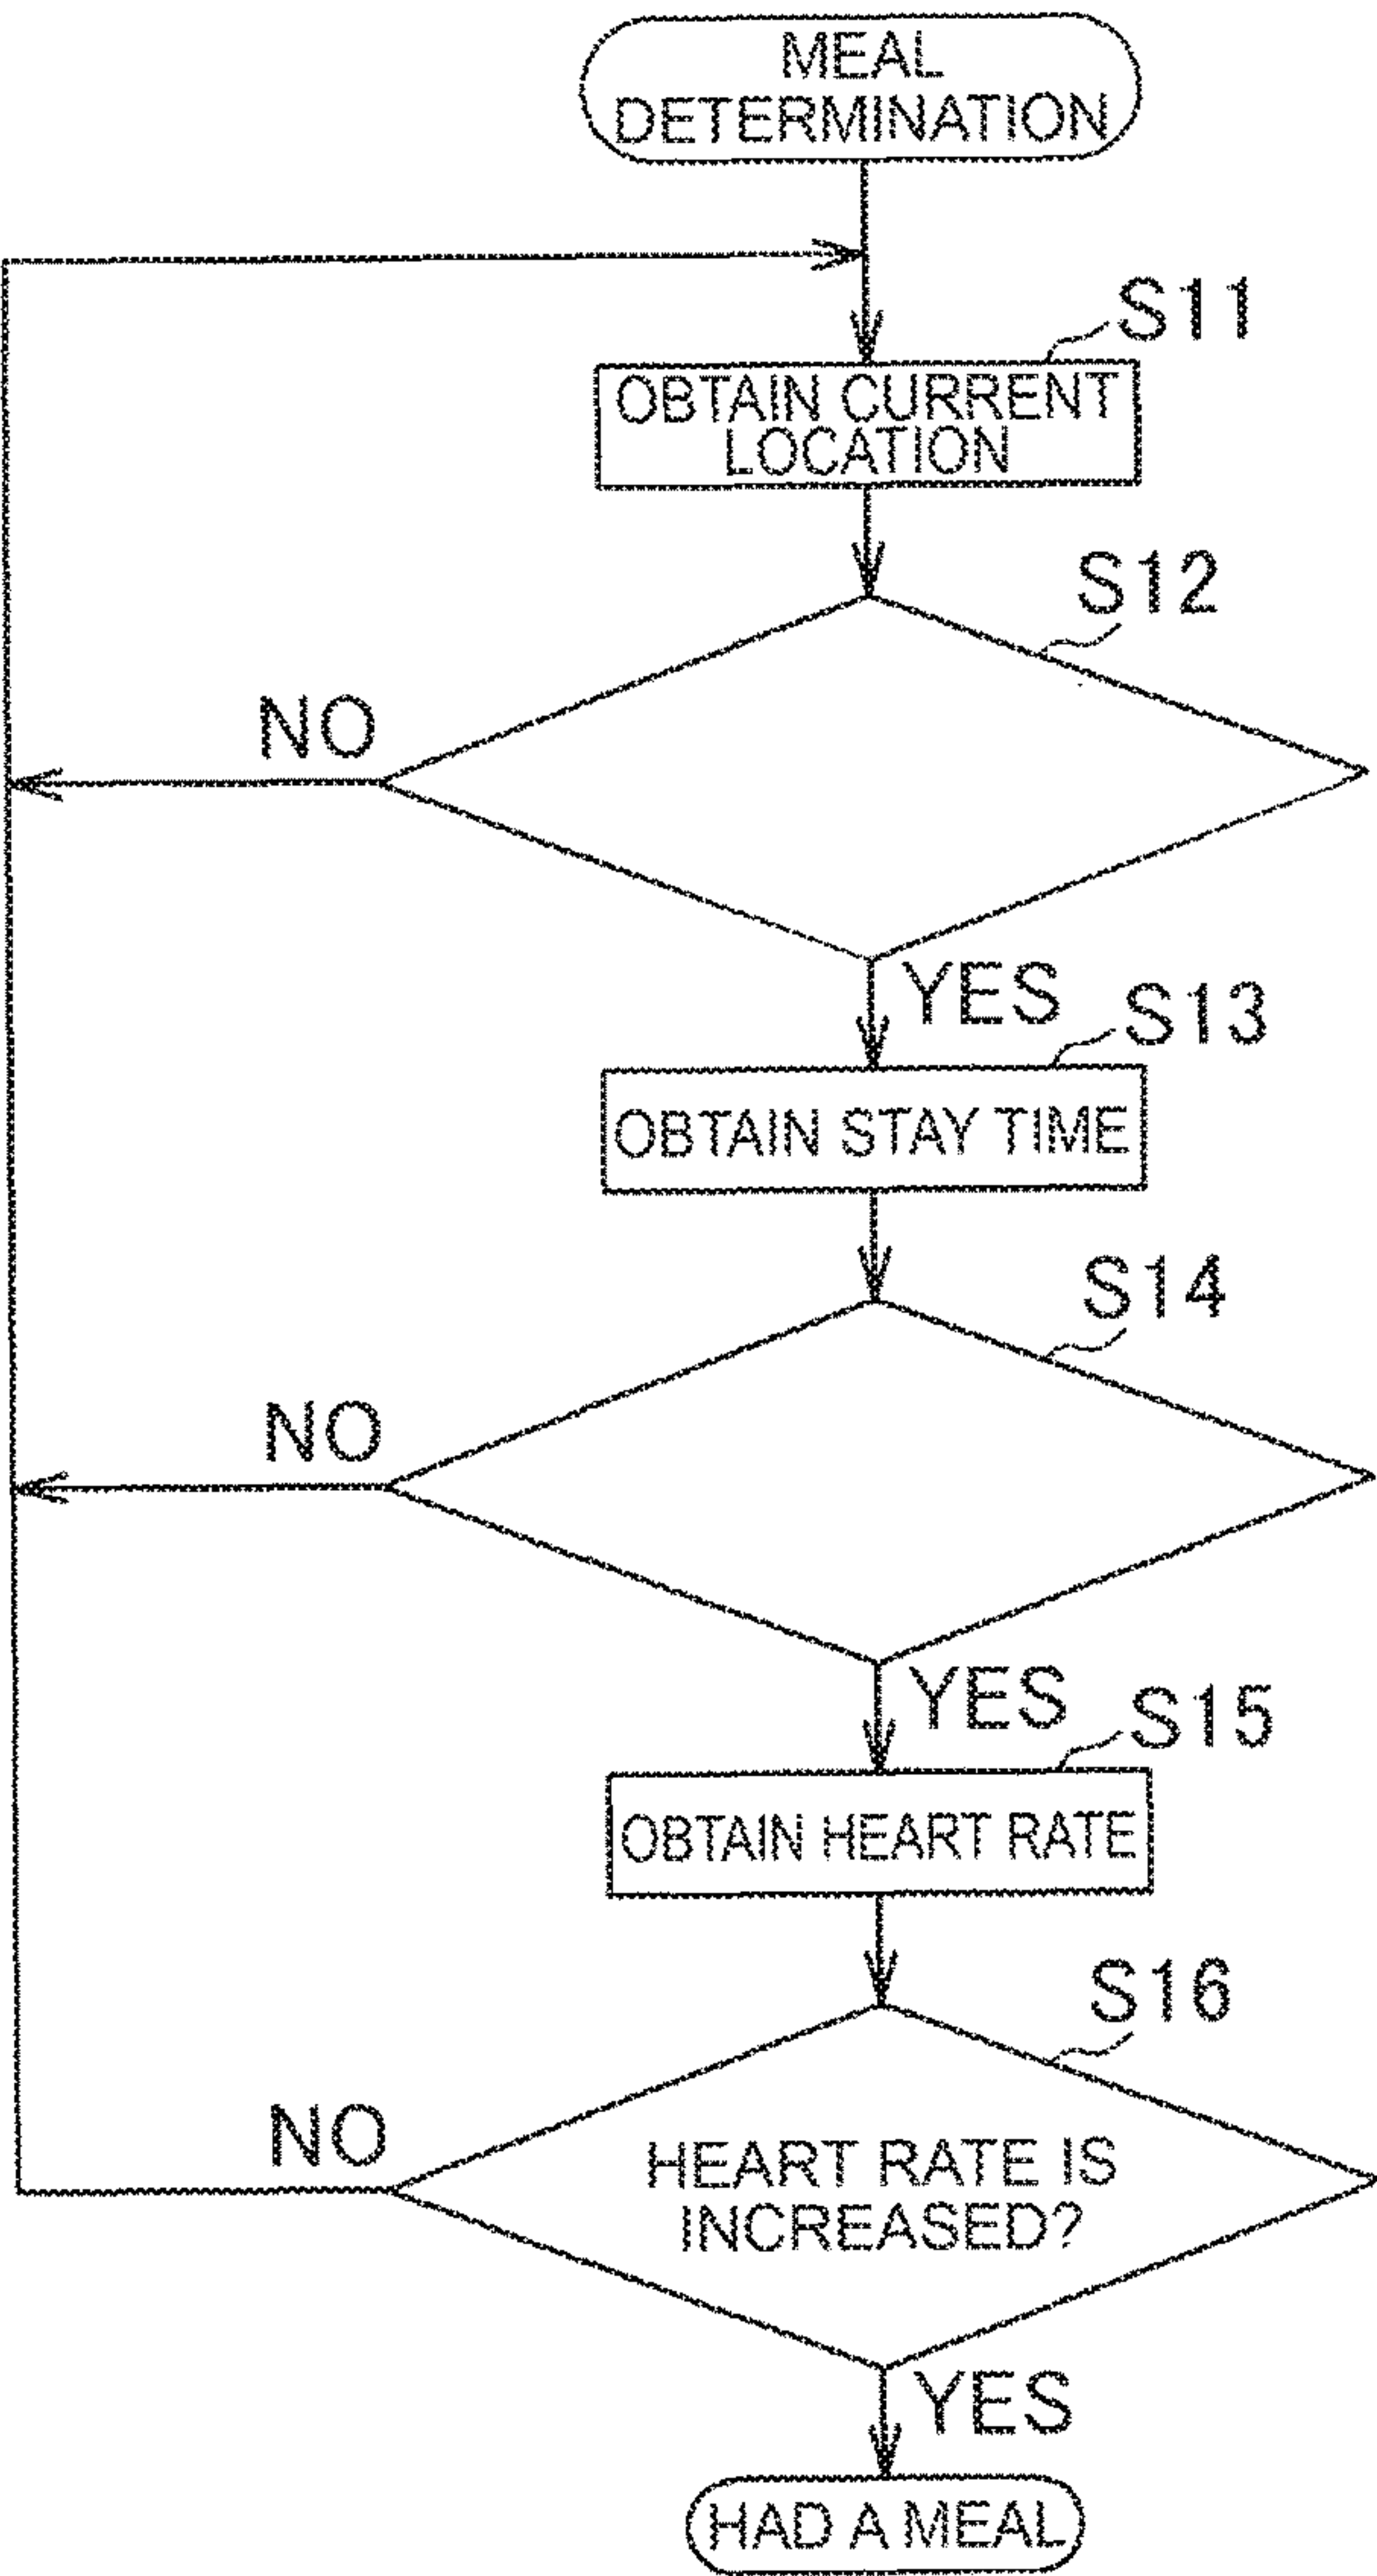 MEAL
DETERMINATION
S11
OBTAIN CURRENT
LOCATION
S12
NO
YES
S13
OBTAIN STAY TIME
S14
NO
YES
S15
OBTAIN HEART RATE
S16
NO
HEART RATE IS
INCREASED?
YES
HAD A MEAL